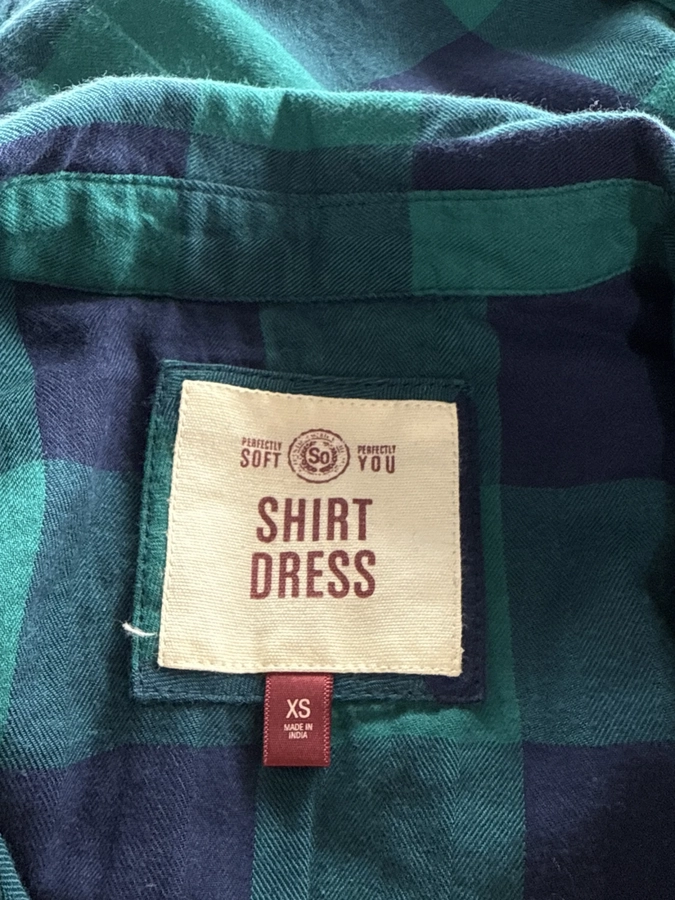 PERFECTLY SOFT
So
PERFECTLY YOU
SHIRT
DRESS
XS
MADE IN
INDIA